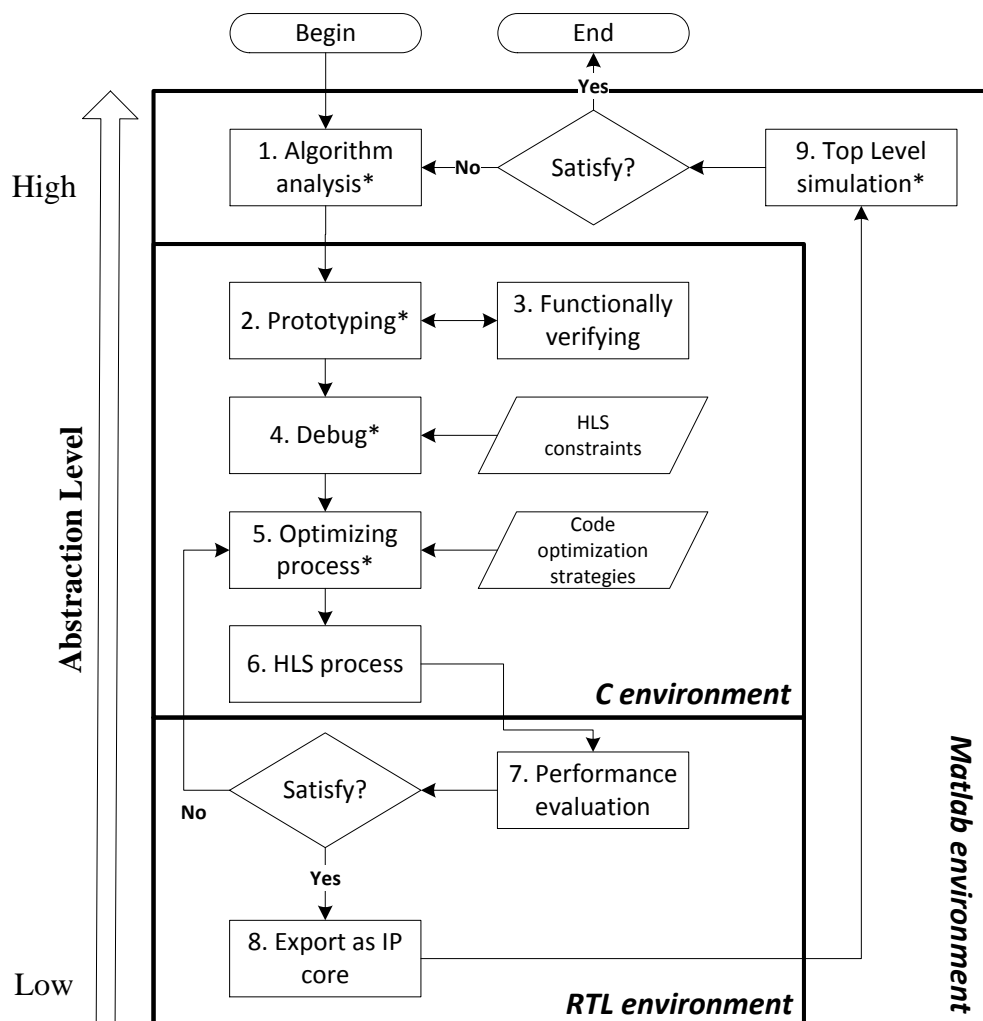 Begin
End
Yes
High
1. Algorithm
analysis*
No
Satisfy?
9. Top Level
simulation*
2. Prototyping*
3. Functionally
verifying
4. Debug*
HLS
constraints
Abstraction Level
5. Optimizing
process*
Code
optimization
strategies
6. HLS process
C environment
Satisfy?
7. Performance
evaluation
No
Yes
Matlab environment
8. Export as IP
core
Low
RTL environment